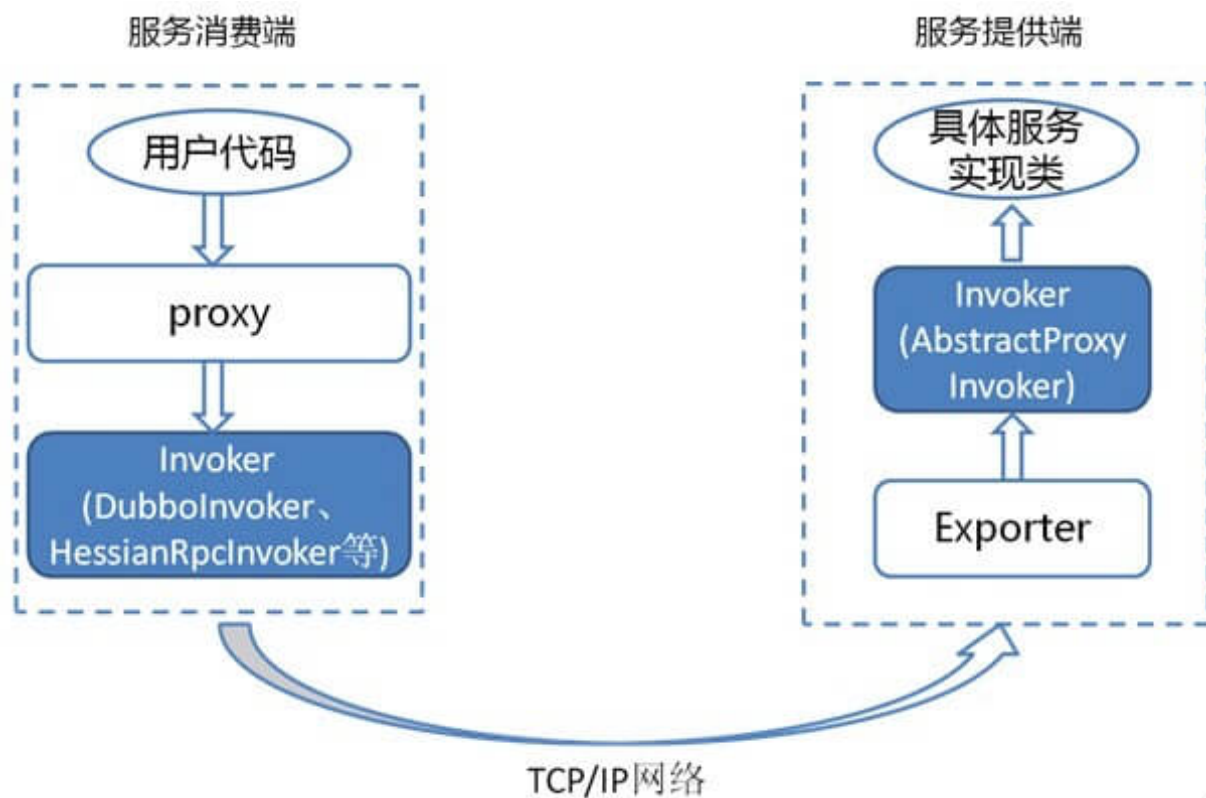 服务消费端
用户代码
proxy
Invoker
(DubboInvoker、
HessianRpcInvoker等)
服务提供端
具体服务
实现类
Invoker
(AbstractProxy
Invoker)
Exporter
TCP/IP网络